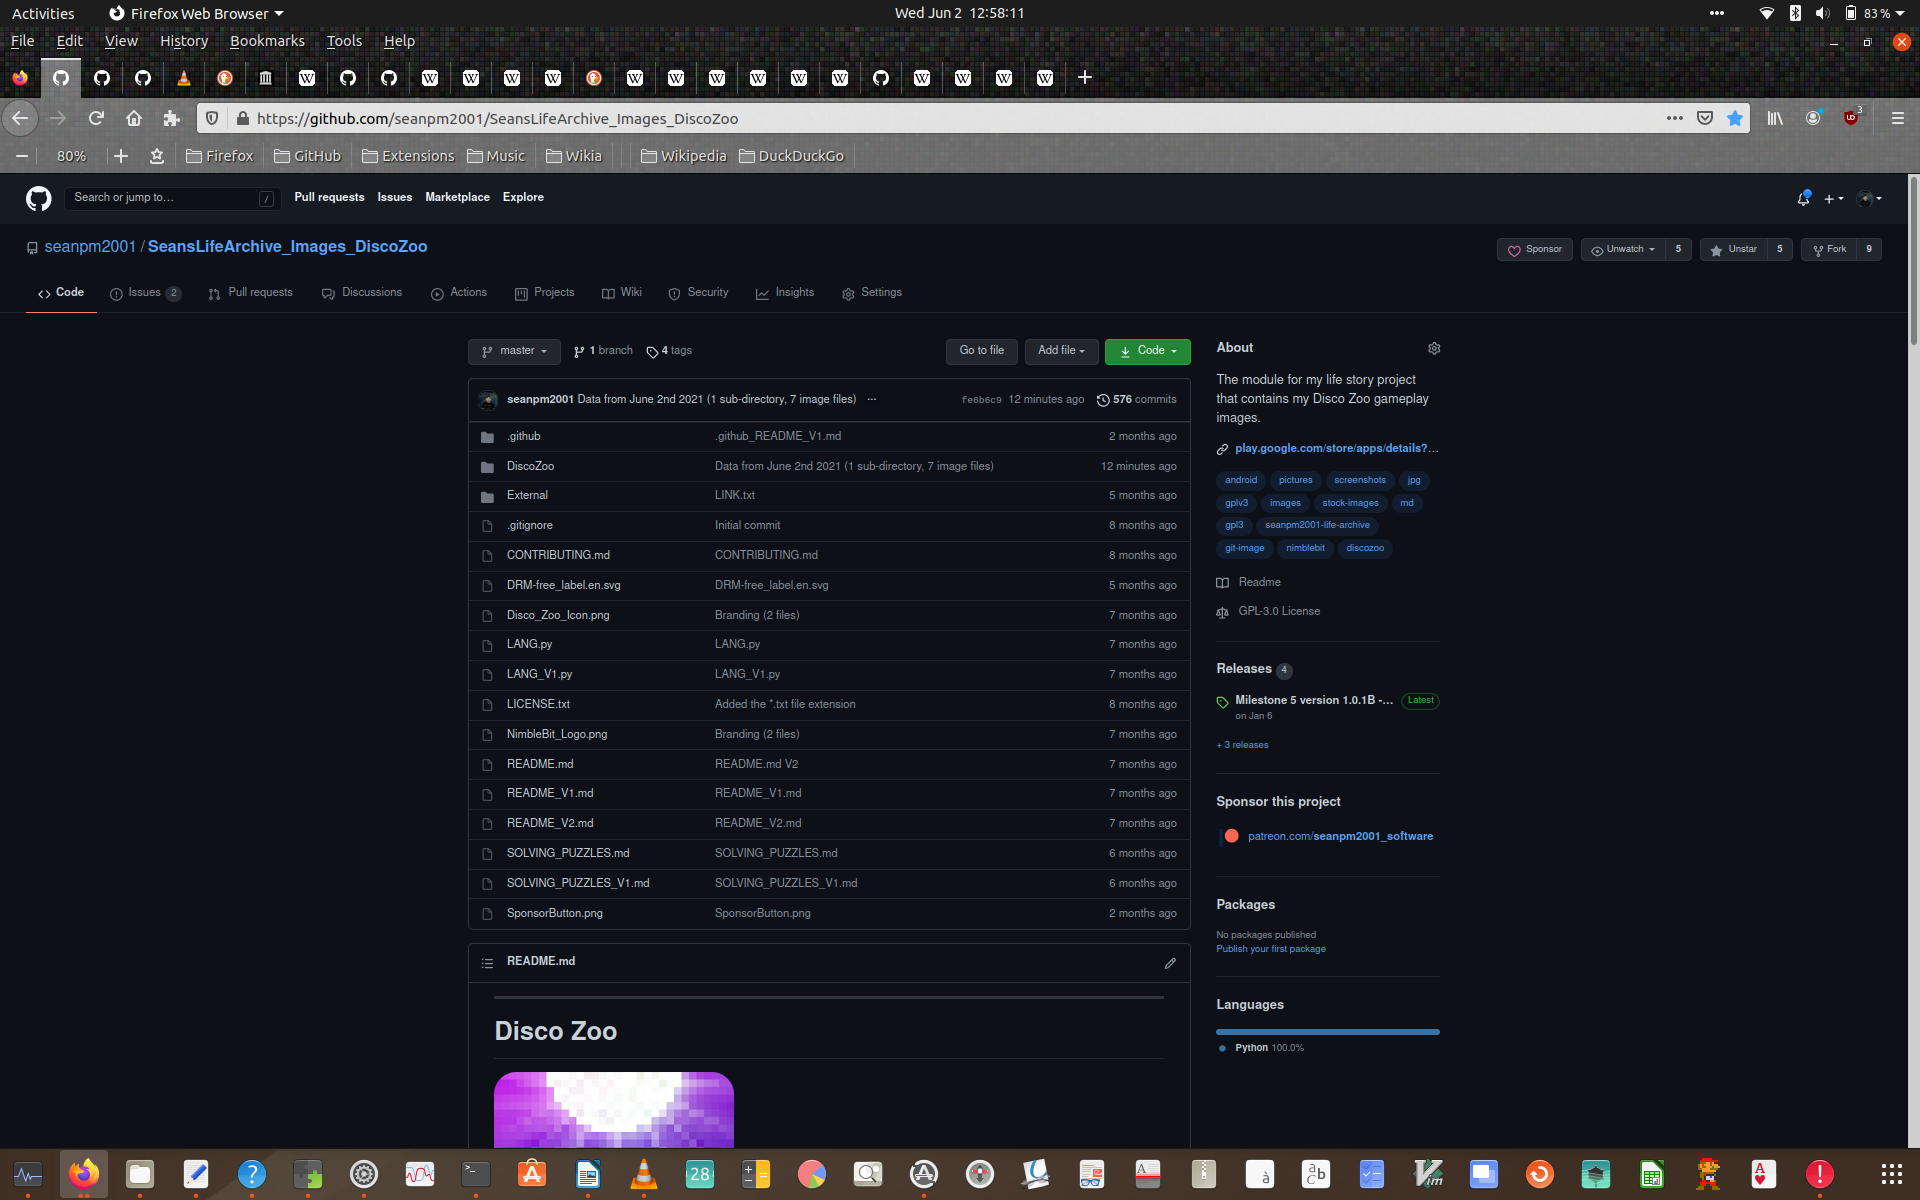 Activities Firefox Web Browser Wed Jun 2 12:58:11 83 %
File Edit View History Bookmarks Tools Help
https://github.com/seanpm2001/SeansLifeArchive_Images_DiscoZoo 3
80% Firefox GitHub Extensions Music Wikia Wikipedia DuckDuckGo
Search or jump to… / Pull requests Issues Marketplace Explore
seanpm2001 / SeansLifeArchive_Images_DiscoZoo Sponsor Unwatch 5 Unstar 5 Fork 9
Code Issues 2 Pull requests Discussions Actions Projects Wiki Security Insights Settings
master 1 branch 4 tags Go to file Add file Code
seanpm2001 Data from June 2nd 2021 (1 sub-directory, 7 image files) ... fe6b6c9 12 minutes ago 576 commits
.github .github_README_V1.md 2 months ago
DiscoZoo Data from June 2nd 2021 (1 sub-directory, 7 image files) 12 minutes ago
External LINK.txt 5 months ago
.gitignore Initial commit 8 months ago
CONTRIBUTING.md CONTRIBUTING.md 8 months ago
DRM-free_label.en.svg DRM-free_label.en.svg 5 months ago
Disco_Zoo_Icon.png Branding (2 files) 7 months ago
LANG.py LANG.py 7 months ago
LANG_V1.py LANG_V1.py 7 months ago
LICENSE.txt Added the *.txt file extension 8 months ago
NimbleBit_Logo.png Branding (2 files) 7 months ago
README.md README.md V2 7 months ago
README_V1.md README_V1.md 7 months ago
README_V2.md README_V2.md 7 months ago
SOLVING_PUZZLES.md SOLVING_PUZZLES.md 6 months ago
SOLVING_PUZZLES_V1.md SOLVING_PUZZLES_V1.md 6 months ago
SponsorButton.png SponsorButton.png 2 months ago
README.md
Disco Zoo
About
The module for my life story project
that contains my Disco Zoo gameplay
images.
play.google.com/store/apps/details?…
android pictures screenshots jpg
gplv3 images stock-images md
gpl3 seanpm2001-life-archive
git-image nimblebit discozoo
Readme
GPL-3.0 License
Releases 4
Milestone 5 version 1.0.1B -… Latest
on Jan 6
+ 3 releases
Sponsor this project
patreon.com/seanpm2001_software
Packages
No packages published
Publish your first package
Languages
Python 100.0%
28